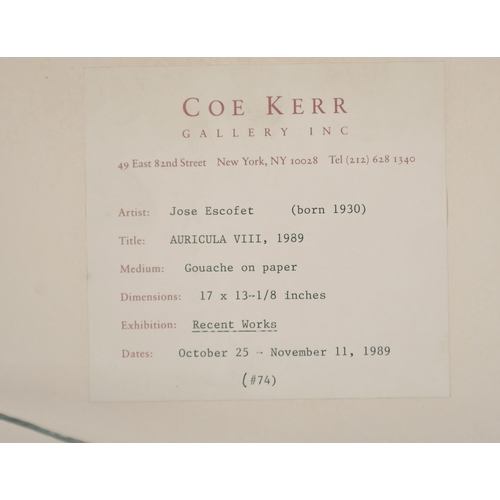 COE KERR
GALLERY INC
49 East 82nd Street New York, NY 10028 Tel (212) 628 1340
Artist: Jose Escofet (born 1930)
Title: AURICULA VIII, 1989
Medium: Gouache on paper
Dimensions: 17 x 13-1/8 inches
Exhibition: Recent Works
Dates: October 25 - November 11, 1989
(#74)